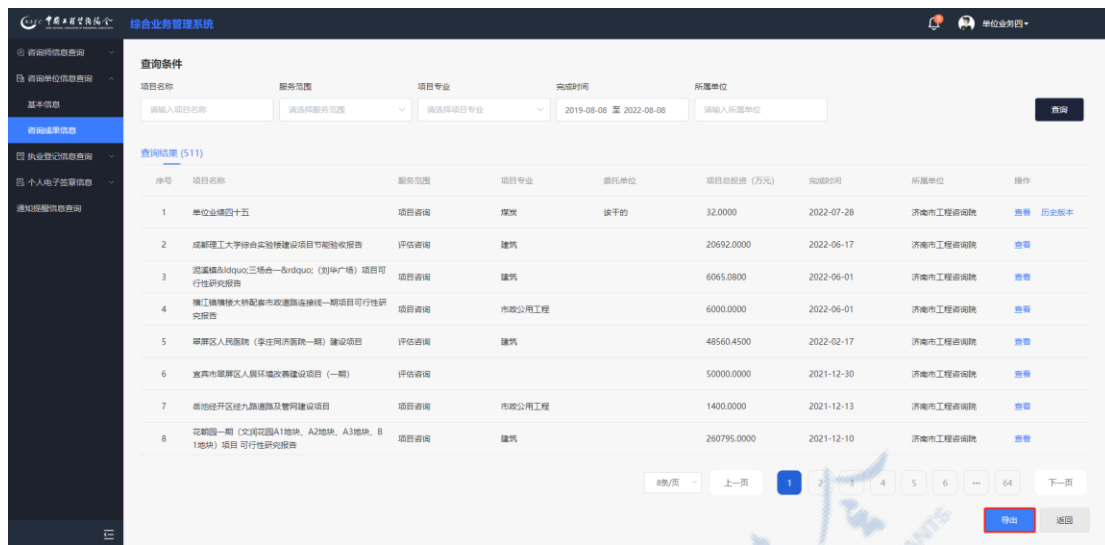 中国工程咨询协会
综合业务管理系统
单位业务四
咨询师信息查询
咨询单位信息查询
基本信息
咨询成果信息
执业登记信息查询
个人电子签章信息
通知提醒信息查询
查询条件
项目名称 服务范围 项目专业 完成时间 所属单位
请输入项目名称 请选择服务范围 请选择项目专业 2019-08-08 至 2022-08-08 请输入所属单位 查询
查询结果 (511)
序号 项目名称 服务范围 项目专业 委托单位 项目总投资 (万元) 完成时间 所属单位 操作
1 单位业绩四十五 项目咨询 煤炭 该干的 32.0000 2022-07-28 济南市工程咨询院 查看 历史版本
2 成都理工大学综合实验楼建设项目节能验收报告 评估咨询 建筑 20692.0000 2022-06-17 济南市工程咨询院 查看
3 泥溪镇&ldquo;三场合一&rdquo;（刘华广场）项目可
行性研究报告 项目咨询 建筑 6065.0800 2022-06-01 济南市工程咨询院 查看
4 横江镇横楼大桥配套市政道路连接线一期项目可行性研
究报告 项目咨询 市政公用工程 6000.0000 2022-06-01 济南市工程咨询院 查看
5 翠屏区人民医院（李庄同济医院一期）建设项目 评估咨询 建筑 48560.4500 2022-02-17 济南市工程咨询院 查看
6 宜宾市翠屏区人居环境改善建设项目（一期） 评估咨询 50000.0000 2021-12-30 济南市工程咨询院 查看
7 尚池经开区经九路道路及管网建设项目 项目咨询 市政公用工程 1400.0000 2021-12-13 济南市工程咨询院 查看
8 花朝园一期（文润花园A1地块、A2地块、A3地块、B
1地块）项目 可行性研究报告 项目咨询 建筑 260795.0000 2021-12-10 济南市工程咨询院 查看
8条/页 上一页 1 2 3 4 5 6 ••• 64 下一页
导出 返回